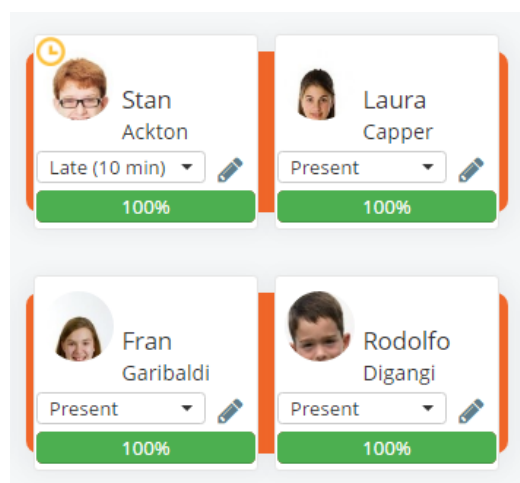 Stan
Ackton
Late (10 min)
100%
Laura
Capper
Present
100%
Fran
Garibaldi
Present
100%
Rodolfo
Digangi
Present
100%